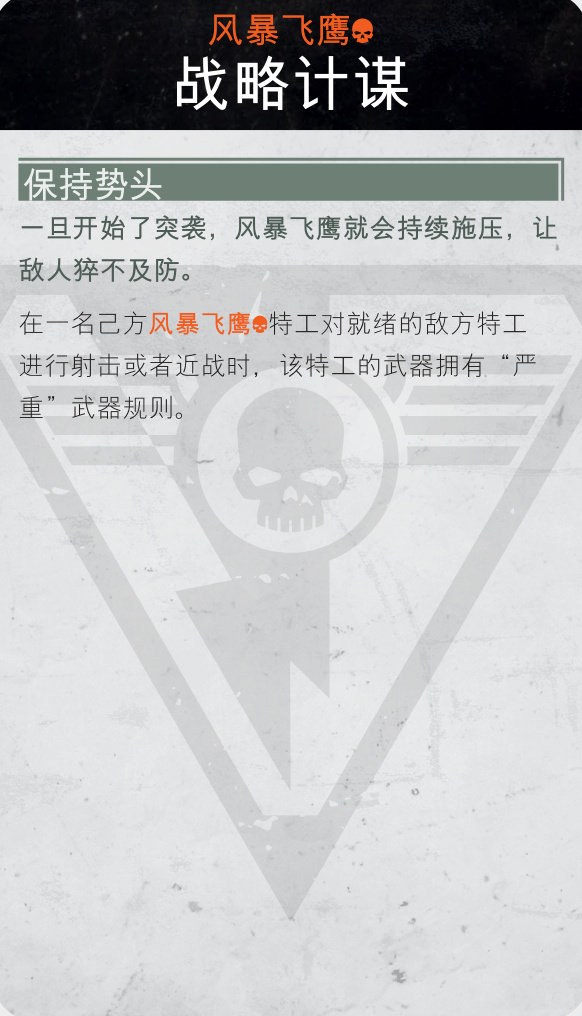 风暴飞鹰
战略计谋
保持势头
一旦开始了突袭，风暴飞鹰就会持续施压，让
敌人猝不及防。
在一名己方风暴飞鹰特工对就绪的敌方特工
进行射击或者近战时，该特工的武器拥有“严
重”武器规则。